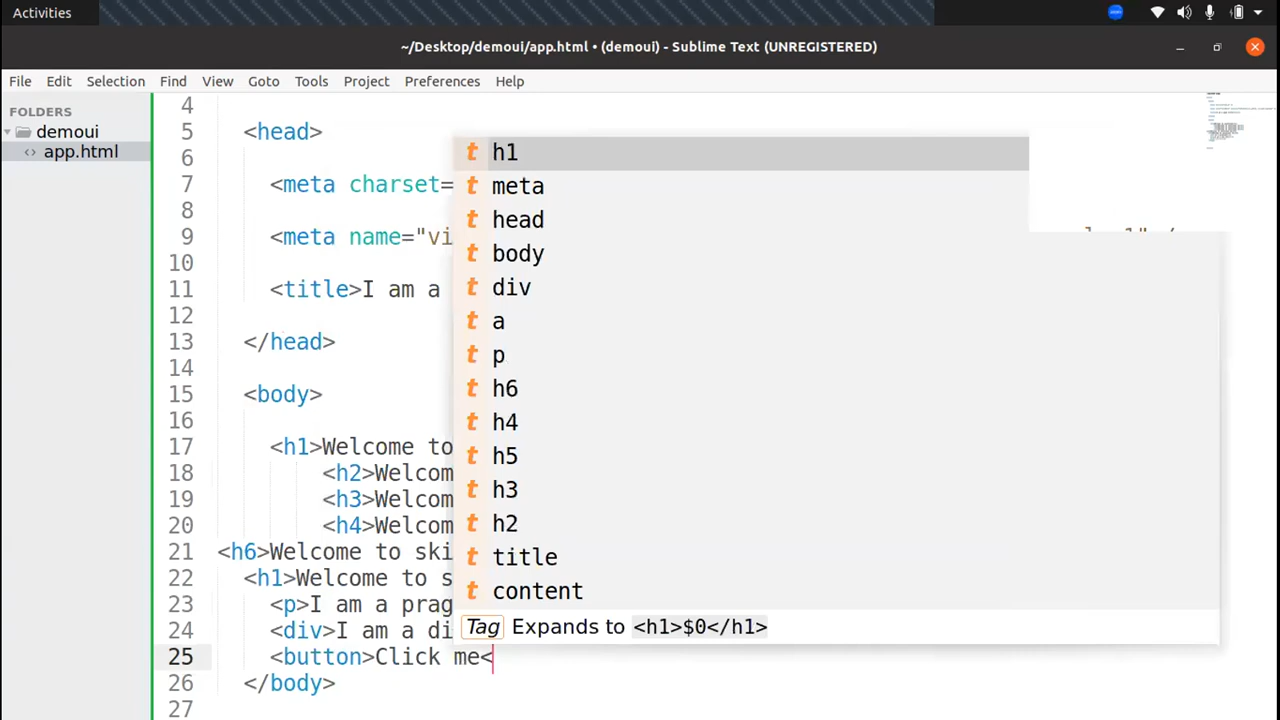 Activities
~/Desktop/demoui/app.html • (demoui) - Sublime Text (UNREGISTERED)
File Edit Selection Find View Goto Tools Project Preferences Help
FOLDERS
demoui
<> app.html
4
5 <head>
6
7 <meta charset=
8
9 <meta name="vi
10
11 <title>I am a
12
13 </head>
14
15 <body>
16
17 <h1>Welcome to
18 <h2>Welcom
19 <h3>Welcom
20 <h4>Welcom
21 <h6>Welcome to ski
22 <h1>Welcome to s
23 <p>I am a prag
24 <div>I am a di
25 <button>Click me<
26 </body>
27
t h1
t meta
t head
t body
t div
t a
t p
t h6
t h4
t h5
t h3
t h2
t title
t content
Tag Expands to <h1>$0</h1>